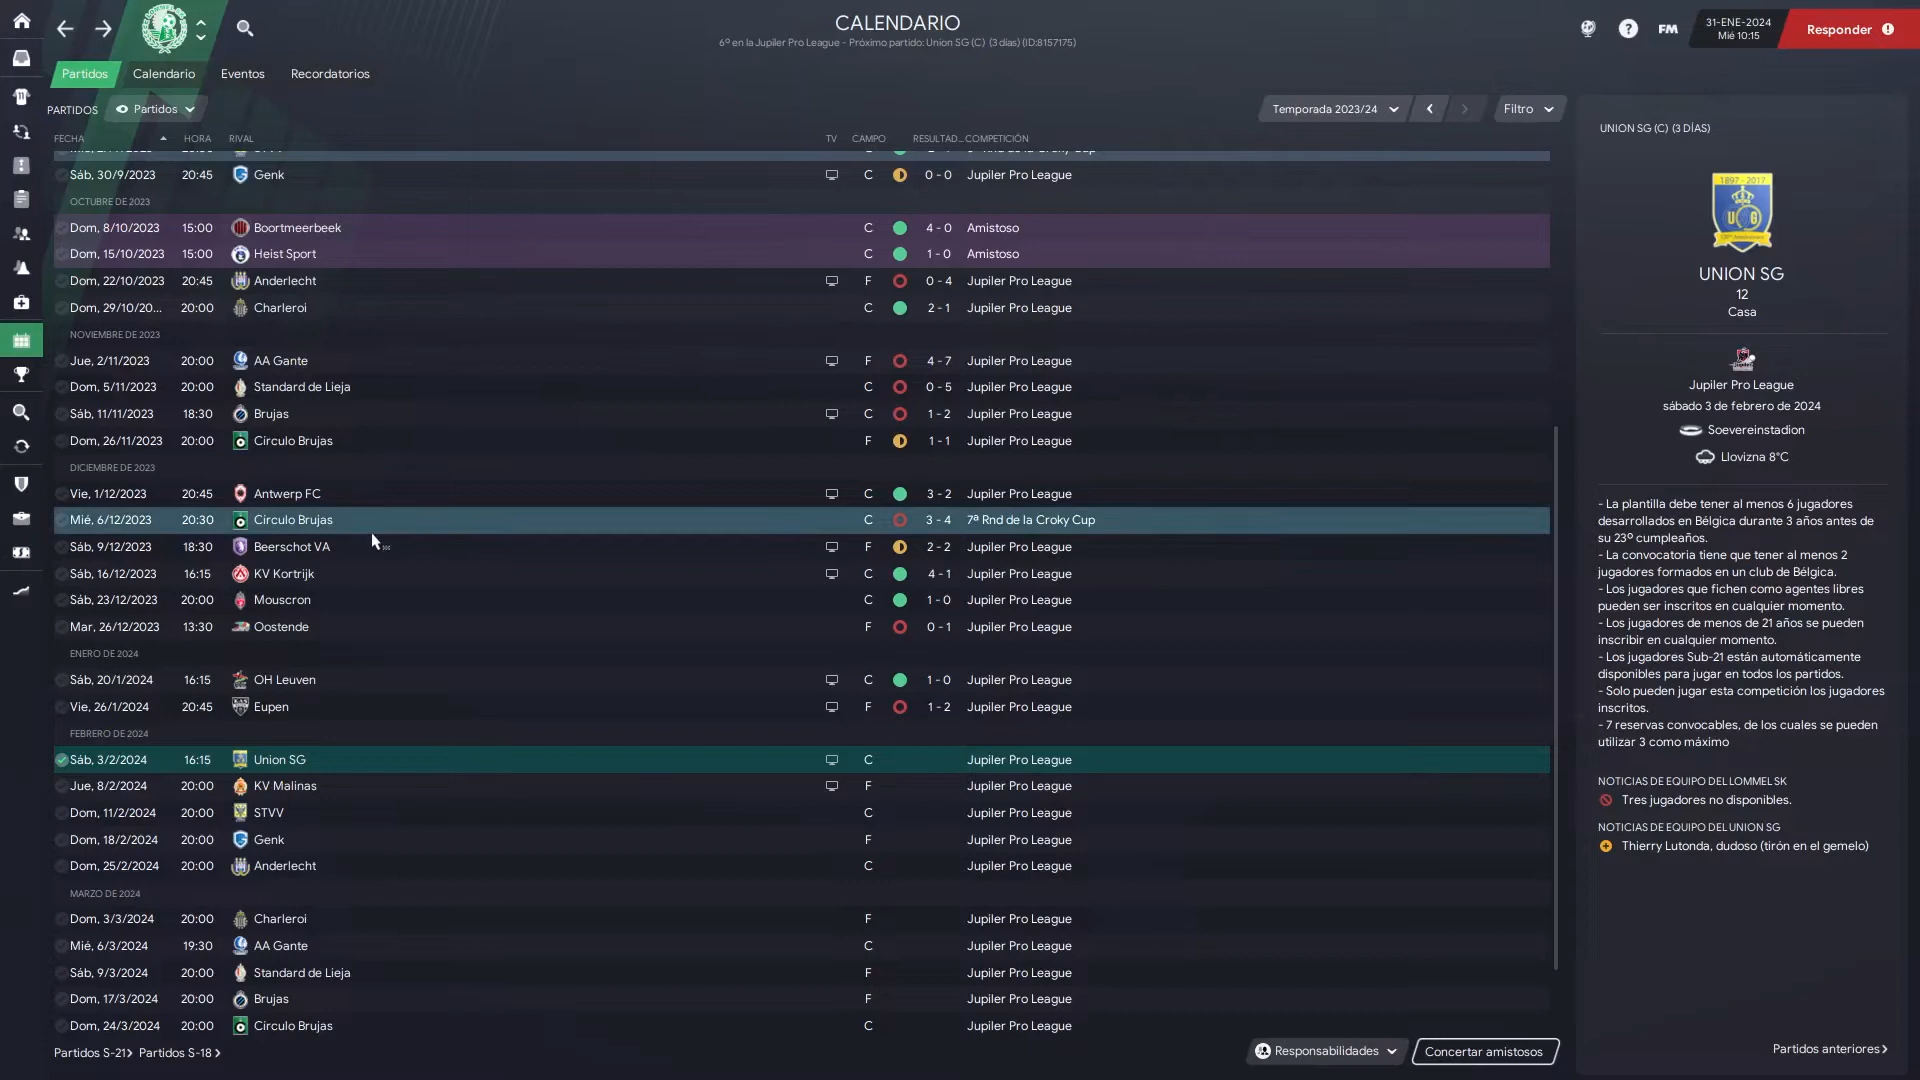 CALENDARIO
6º en la Jupiler Pro League - Próximo partido: Union SG (C) (3 días) (ID:8157175)
FM
31-ENE-2024
Mié 10:15
Responder
Partidos Calendario Eventos Recordatorios
PARTIDOS Partidos
Temporada 2023/24 Filtro
FECHA HORA RIVAL TV CAMPO RESULTAD... COMPETICIÓN
Sáb, 30/9/2023 20:45 Genk C 0 - 0 Jupiler Pro League
OCTUBRE DE 2023
Dom, 8/10/2023 15:00 Boortmeerbeek C 4 - 0 Amistoso
Dom, 15/10/2023 15:00 Heist Sport C 1 - 0 Amistoso
Dom, 22/10/2023 20:45 Anderlecht F 0 - 4 Jupiler Pro League
Dom, 29/10/20... 20:00 Charleroi C 2 - 1 Jupiler Pro League
NOVIEMBRE DE 2023
Jue, 2/11/2023 20:00 AA Gante F 4 - 7 Jupiler Pro League
Dom, 5/11/2023 20:00 Standard de Lieja C 0 - 5 Jupiler Pro League
Sáb, 11/11/2023 18:30 Brujas C 1 - 2 Jupiler Pro League
Dom, 26/11/2023 20:00 Círculo Brujas F 1 - 1 Jupiler Pro League
DICIEMBRE DE 2023
Vie, 1/12/2023 20:45 Antwerp FC C 3 - 2 Jupiler Pro League
Mié, 6/12/2023 20:30 Círculo Brujas C 3 - 4 7ª Rnd de la Croky Cup
Sáb, 9/12/2023 18:30 Beerschot VA F 2 - 2 Jupiler Pro League
Sáb, 16/12/2023 16:15 KV Kortrijk C 4 - 1 Jupiler Pro League
Sáb, 23/12/2023 20:00 Mouscron C 1 - 0 Jupiler Pro League
Mar, 26/12/2023 13:30 Oostende F 0 - 1 Jupiler Pro League
ENERO DE 2024
Sáb, 20/1/2024 16:15 OH Leuven C 1 - 0 Jupiler Pro League
Vie, 26/1/2024 20:45 Eupen F 1 - 2 Jupiler Pro League
FEBRERO DE 2024
Sáb, 3/2/2024 16:15 Union SG C Jupiler Pro League
Jue, 8/2/2024 20:00 KV Malinas F Jupiler Pro League
Dom, 11/2/2024 20:00 STVV C Jupiler Pro League
Dom, 18/2/2024 20:00 Genk F Jupiler Pro League
Dom, 25/2/2024 20:00 Anderlecht C Jupiler Pro League
MARZO DE 2024
Dom, 3/3/2024 20:00 Charleroi F Jupiler Pro League
Mié, 6/3/2024 19:30 AA Gante C Jupiler Pro League
Sáb, 9/3/2024 20:00 Standard de Lieja F Jupiler Pro League
Dom, 17/3/2024 20:00 Brujas F Jupiler Pro League
Dom, 24/3/2024 20:00 Círculo Brujas C Jupiler Pro League
Partidos S-21 Partidos S-18
Responsabilidades Concertar amistosos
UNION SG (C) (3 DÍAS)
1897 - 2017
UNION SG
12
Casa
Jupiler Pro League
sábado 3 de febrero de 2024
Soevereinstadion
Llovizna 8°C
- La plantilla debe tener al menos 6 jugadores
desarrollados en Bélgica durante 3 años antes de
su 23º cumpleaños.
- La convocatoria tiene que tener al menos 2
jugadores formados en un club de Bélgica.
- Los jugadores que fichen como agentes libres
pueden ser inscritos en cualquier momento.
- Los jugadores de menos de 21 años se pueden
inscribir en cualquier momento.
- Los jugadores Sub-21 están automáticamente
disponibles para jugar en todos los partidos.
- Solo pueden jugar esta competición los jugadores
inscritos.
- 7 reservas convocables, de los cuales se pueden
utilizar 3 como máximo
NOTICIAS DE EQUIPO DEL LOMMEL SK
Tres jugadores no disponibles.
NOTICIAS DE EQUIPO DEL UNION SG
Thierry Lutonda, dudoso (tirón en el gemelo)
Partidos anteriores